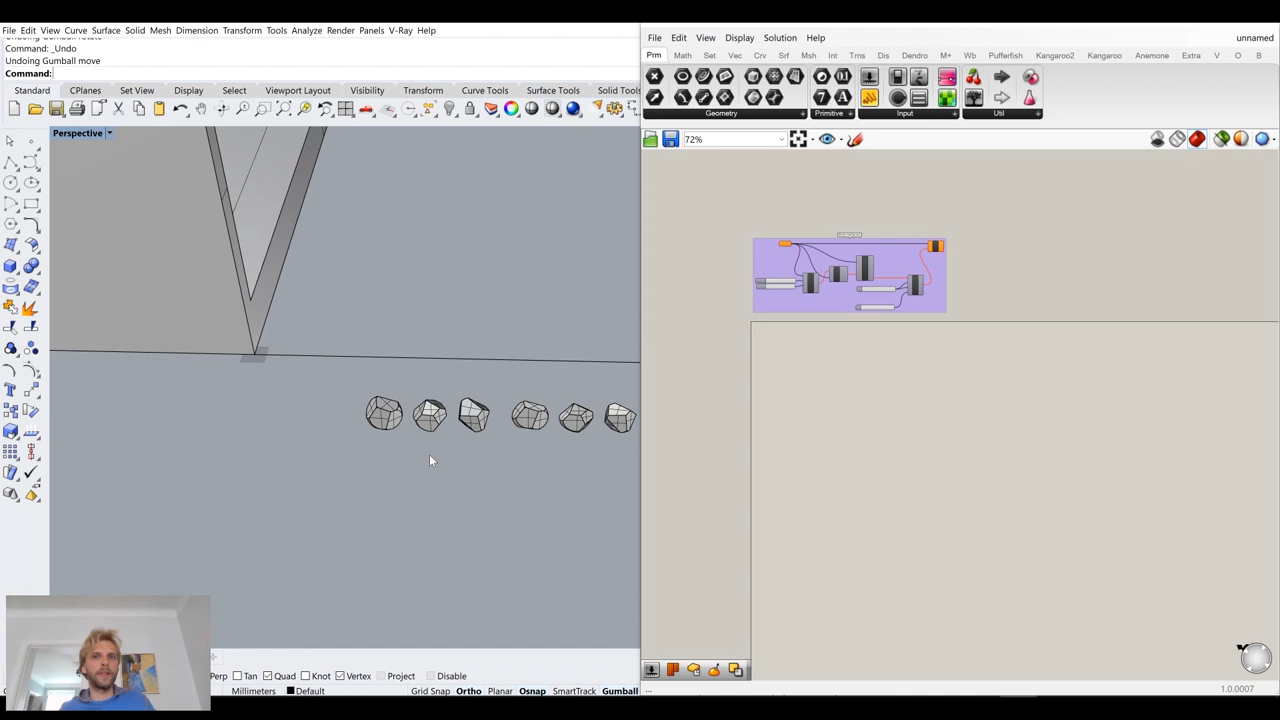 File Edit View Curve Surface Solid Mesh Dimension Transform Tools Analyze Render Panels V-Ray Help
Undoing Gumball rotate
Command: _Undo
Undoing Gumball move
Command:
Standard CPlanes Set View Display Select Viewport Layout Visibility Transform Curve Tools Surface Tools Solid Tools
Perspective
Perp Tan Quad Knot Vertex Project Disable
Millimeters Default Grid Snap Ortho Planar Osnap SmartTrack Gumball
File Edit View Display Solution Help unnamed
Prm Math Set Vec Crv Srf Msh Int Trns Dis Dendro M+ Wb Pufferfish Kangaroo2 Kangaroo Anemone Extra V O B
Geometry Primitive Input Util
72%
... 1.0.0007